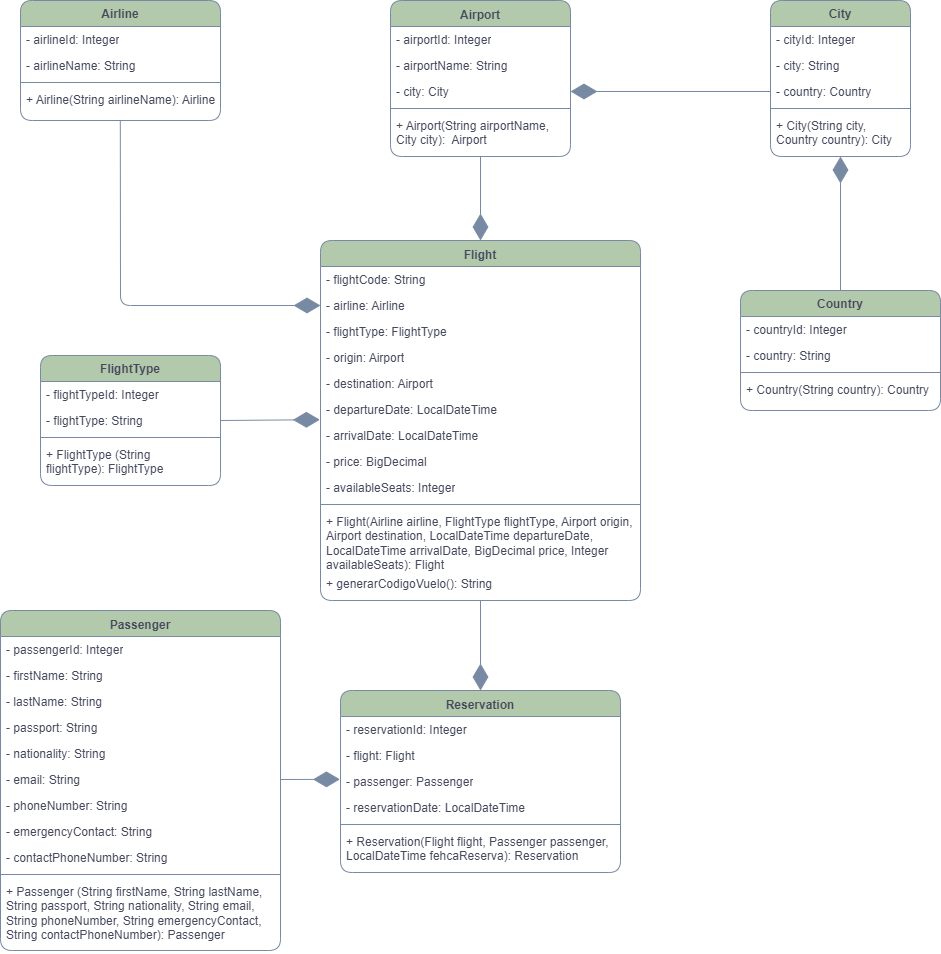 Airline
- airlineId: Integer
- airlineName: String
+ Airline(String airlineName): Airline
Airport
- airportId: Integer
- airportName: String
- city: City
+ Airport(String airportName,
City city):  Airport
City
- cityId: Integer
- city: String
- country: Country
+ City(String city,
Country country): City
Flight
- flightCode: String
- airline: Airline
- flightType: FlightType
- origin: Airport
- destination: Airport
- departureDate: LocalDateTime
- arrivalDate: LocalDateTime
- price: BigDecimal
- availableSeats: Integer
+ Flight(Airline airline, FlightType flightType, Airport origin,
Airport destination, LocalDateTime departureDate,
LocalDateTime arrivalDate, BigDecimal price, Integer
availableSeats): Flight
+ generarCodigoVuelo(): String
Country
- countryId: Integer
- country: String
+ Country(String country): Country
FlightType
- flightTypeId: Integer
- flightType: String
+ FlightType (String
flightType): FlightType
Passenger
- passengerId: Integer
- firstName: String
- lastName: String
- passport: String
- nationality: String
- email: String
- phoneNumber: String
- emergencyContact: String
- contactPhoneNumber: String
+ Passenger (String firstName, String lastName,
String passport, String nationality, String email,
String phoneNumber, String emergencyContact,
String contactPhoneNumber): Passenger
Reservation
- reservationId: Integer
- flight: Flight
- passenger: Passenger
- reservationDate: LocalDateTime
+ Reservation(Flight flight, Passenger passenger,
LocalDateTime fehcaReserva): Reservation